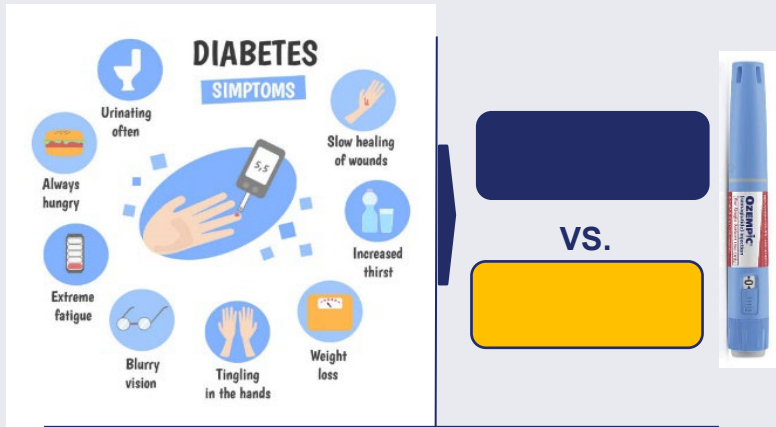 DIABETES
SIMPTOMS
Urinating
often
Slow healing
of wounds
5,5
Always
hungry
Increased
thirst
Extreme
fatigue
Blurry
vision
Tingling
in the hands
Weight
loss
VS.
OZEMPIC